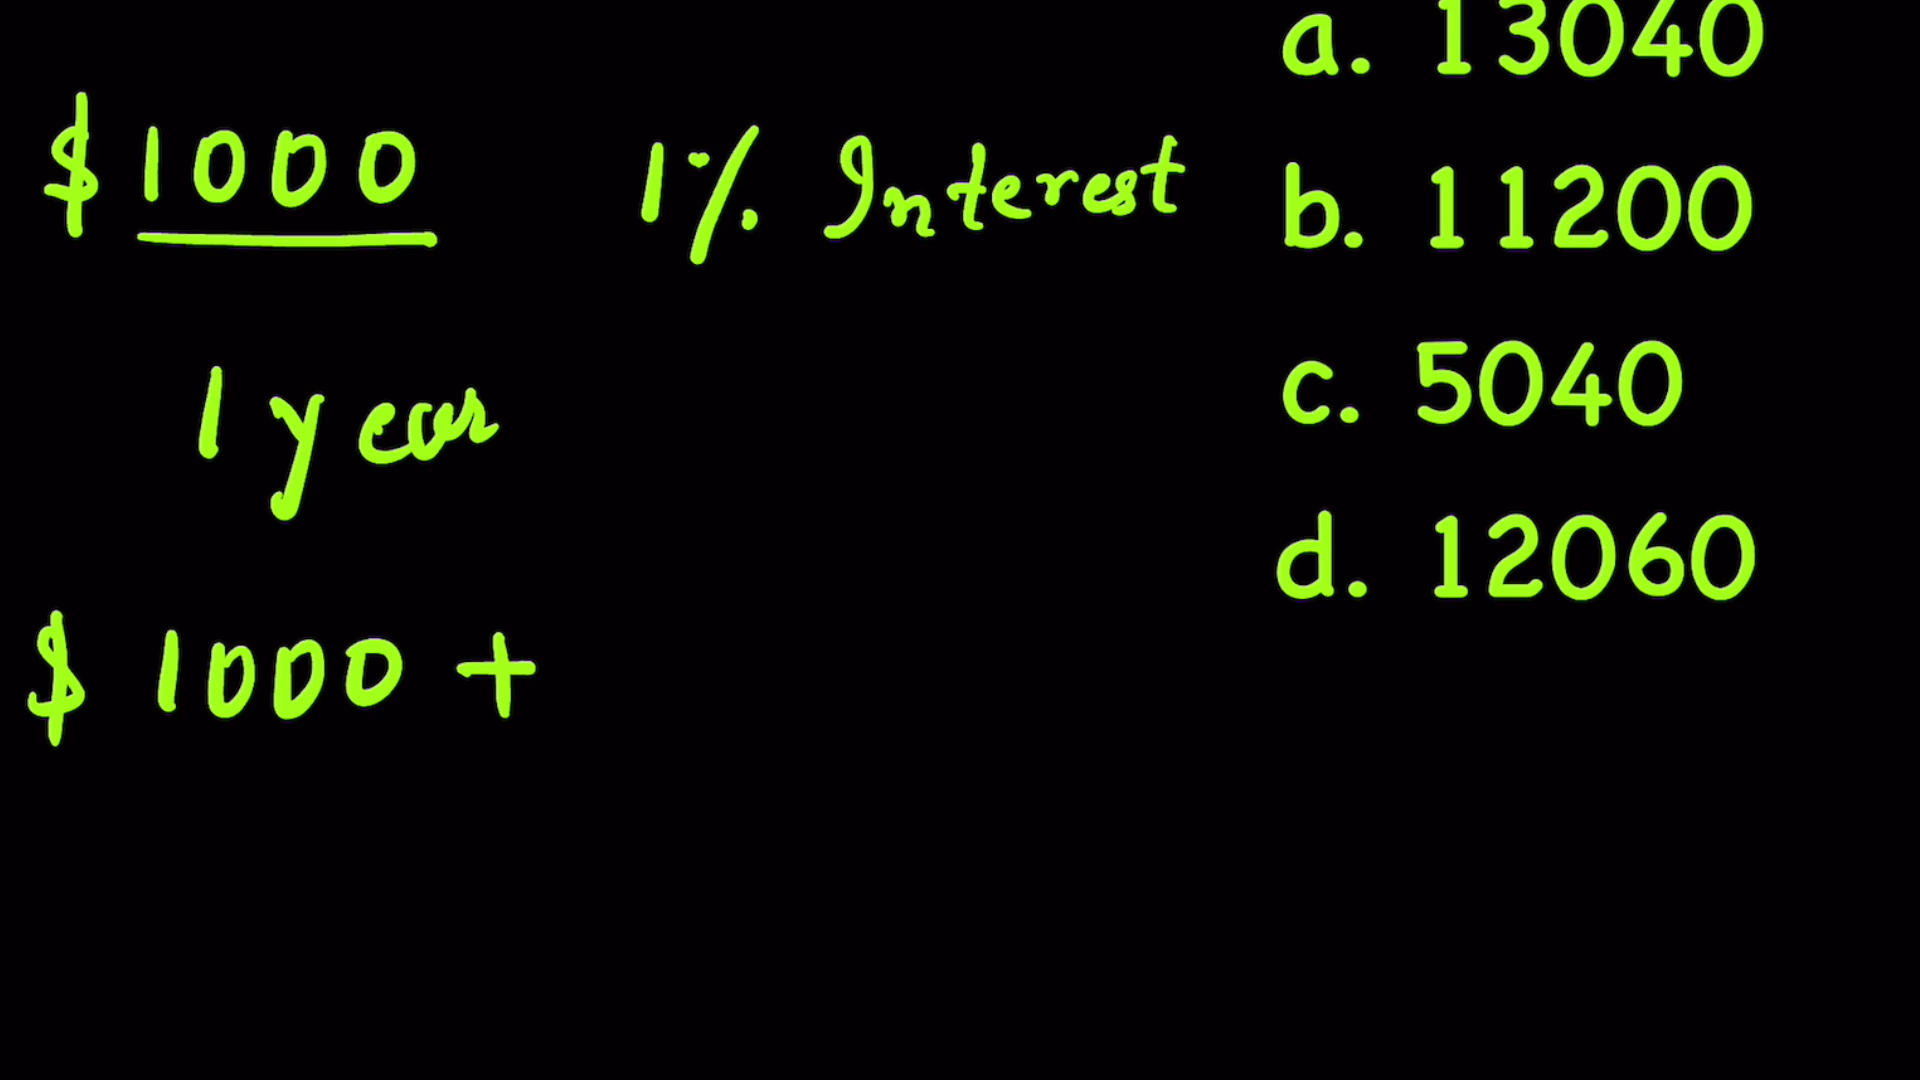 $ 1000 1% Interest
1 year
$ 1000 +
a. 13040
b. 11200
c. 5040
d. 12060